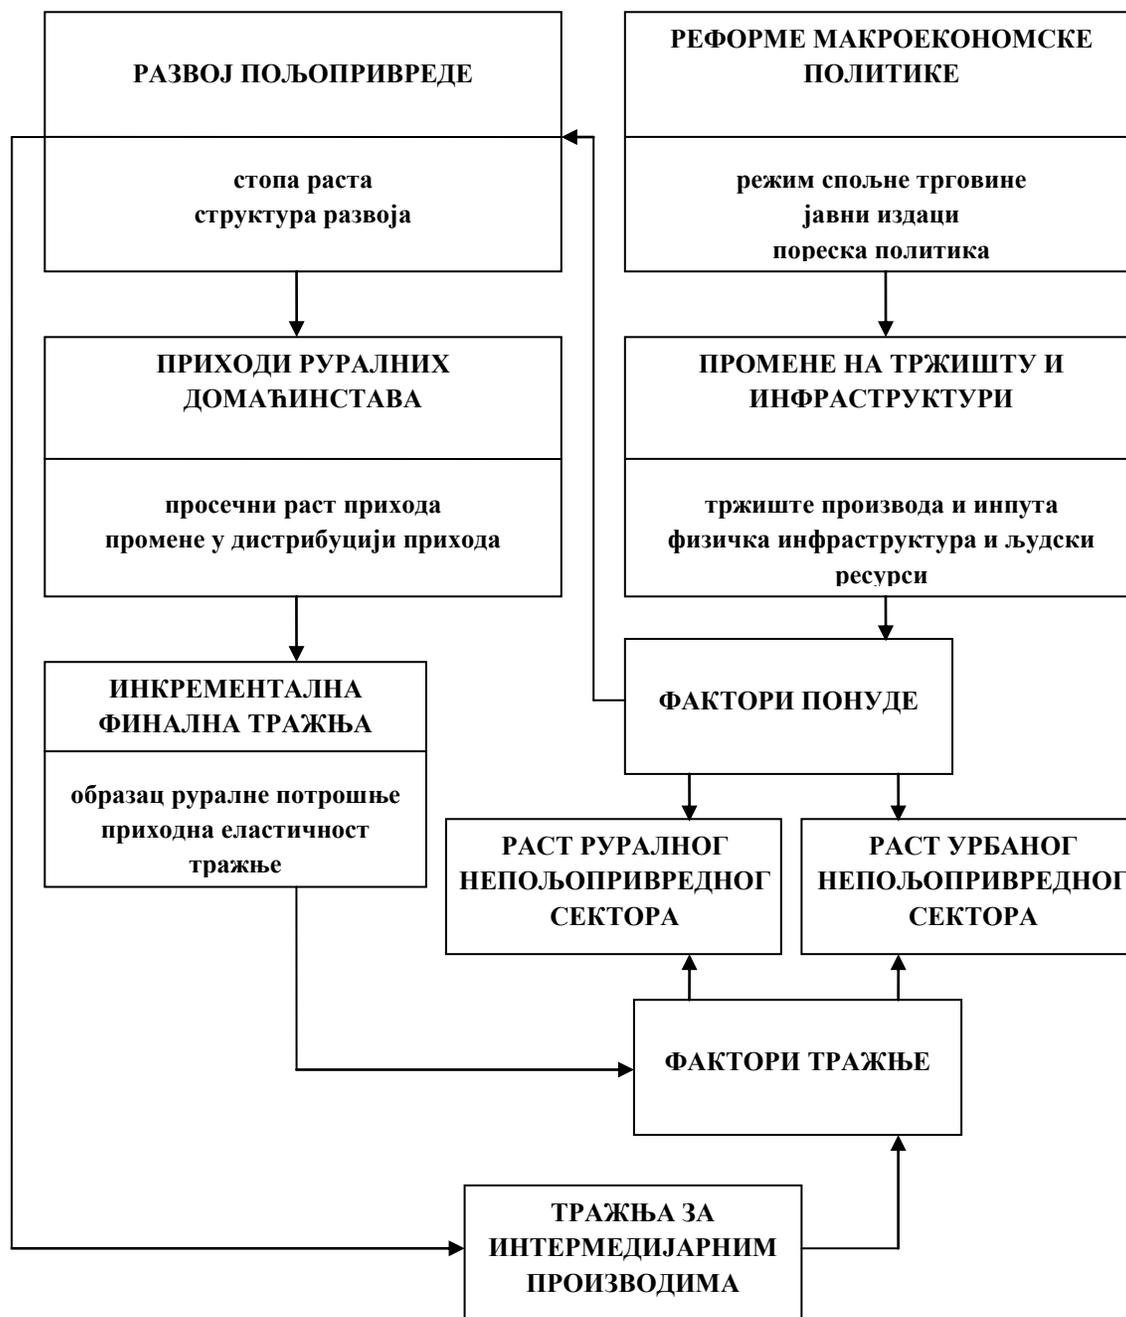 РАЗВОЈ ПОЉОПРИВРЕДЕ
стопа раста
структура развоја
РЕФОРМЕ МАКРОЕКОНОМСКЕ
ПОЛИТИКЕ
режим спољне трговине
јавни издаци
пореска политика
ПРИХОДИ РУРАЛНИХ
ДОМАЋИНСТАВА
просечни раст прихода
промене у дистрибуцији прихода
ПРОМЕНЕ НА ТРЖИШТУ И
ИНФРАСТРУКТУРИ
тржиште производа и инпута
физичка инфраструктура и људски
ресурси
ИНКРЕМЕНТАЛНА
ФИНАЛНА ТРАЖЊА
образац руралне потрошње
приходна еластичност
тражње
ФАКТОРИ ПОНУДЕ
РАСТ РУРАЛНОГ
НЕПОЉОПРИВРЕДНОГ
СЕКТОРА
РАСТ УРБАНОГ
НЕПОЉОПРИВРЕДНОГ
СЕКТОРА
ФАКТОРИ ТРАЖЊЕ
ТРАЖЊА ЗА
ИНТЕРМЕДИЈАРНИМ
ПРОИЗВОДИМА